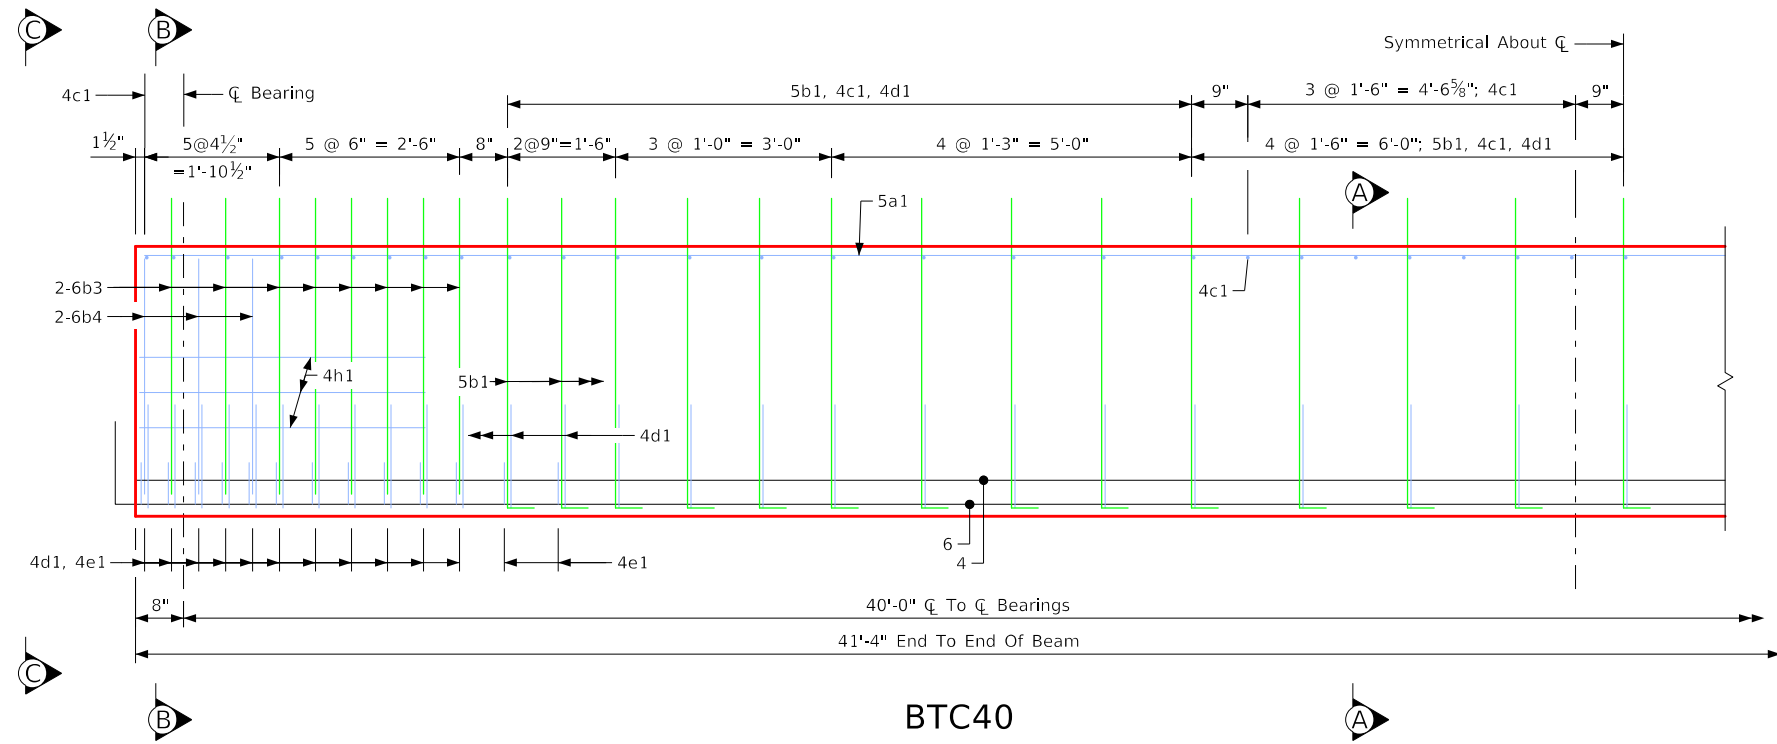 C
B
Symmetrical About ℄
4c1
℄ Bearing
5b1, 4c1, 4d1
9"
3 @ 1'-6" = 4'-6⅝"; 4c1
9"
1½"
5@4½"
=1'-10½"
5 @ 6" = 2'-6"
8"
2@9"=1'-6"
3 @ 1'-0" = 3'-0"
4 @ 1'-3" = 5'-0"
4 @ 1'-6" = 6'-0"; 5b1, 4c1, 4d1
A
5a1
2-6b3
4c1
2-6b4
4h1
5b1
4d1
6
4
4d1, 4e1
4e1
8"
40'-0" ℄ To ℄ Bearings
41'-4" End To End Of Beam
C
B
BTC40
A